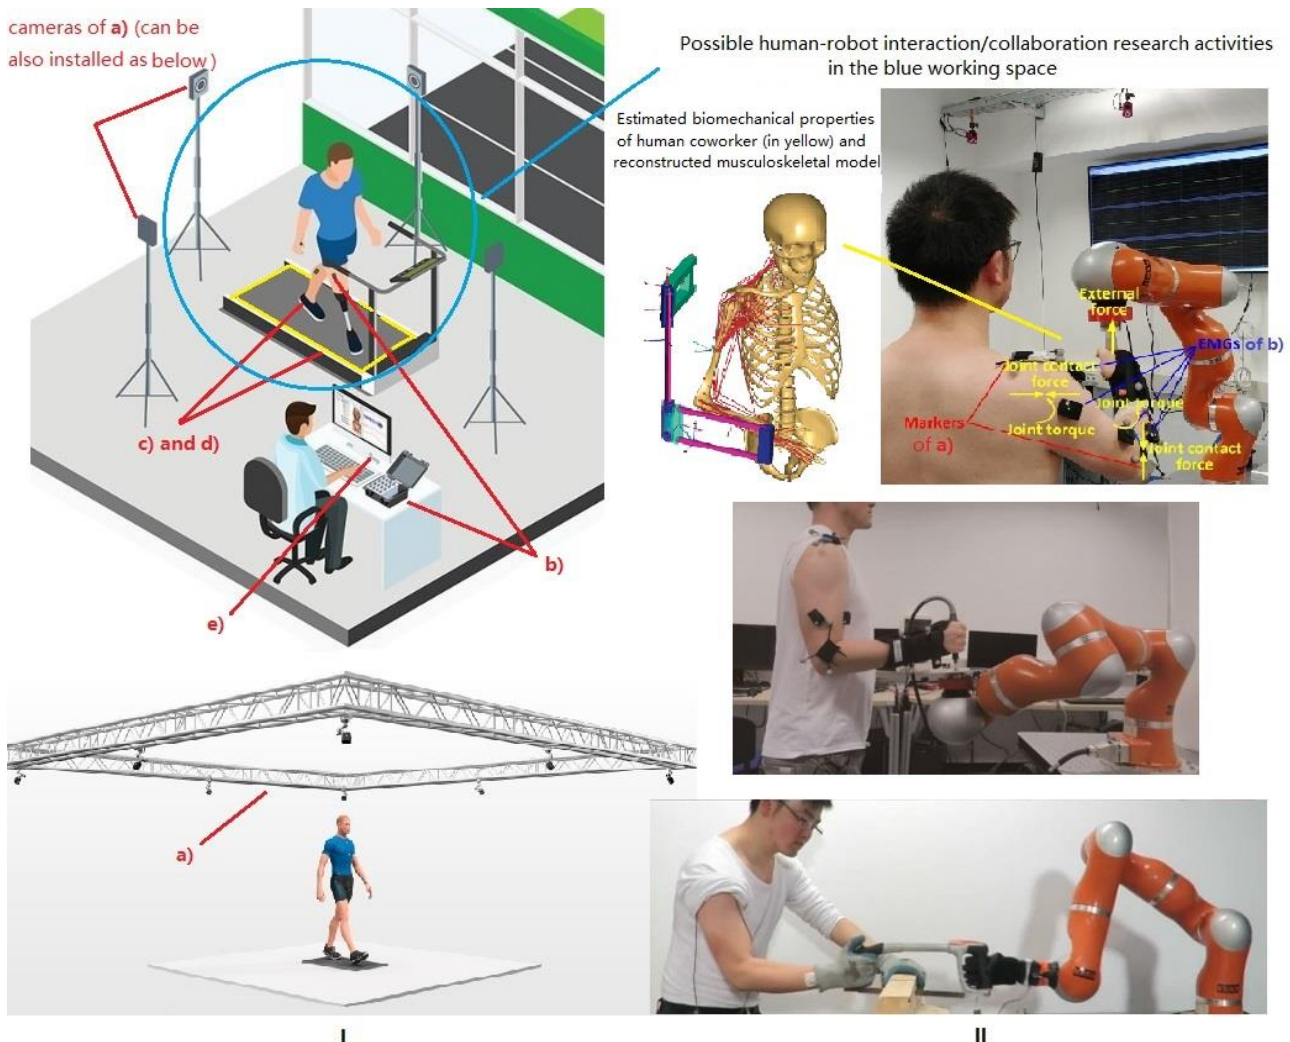 cameras of a) (can be
also installed as below)
Possible human-robot interaction/collaboration research activities
in the blue working space
Estimated biomechanical properties
of human coworker (in yellow) and
reconstructed musculoskeletal model
External
force
EMGs of b)
Joint contact
force
Joint torque
Joint torque
Markers
of a)
Joint contact
force
c) and d)
b)
e)
a)
I
II